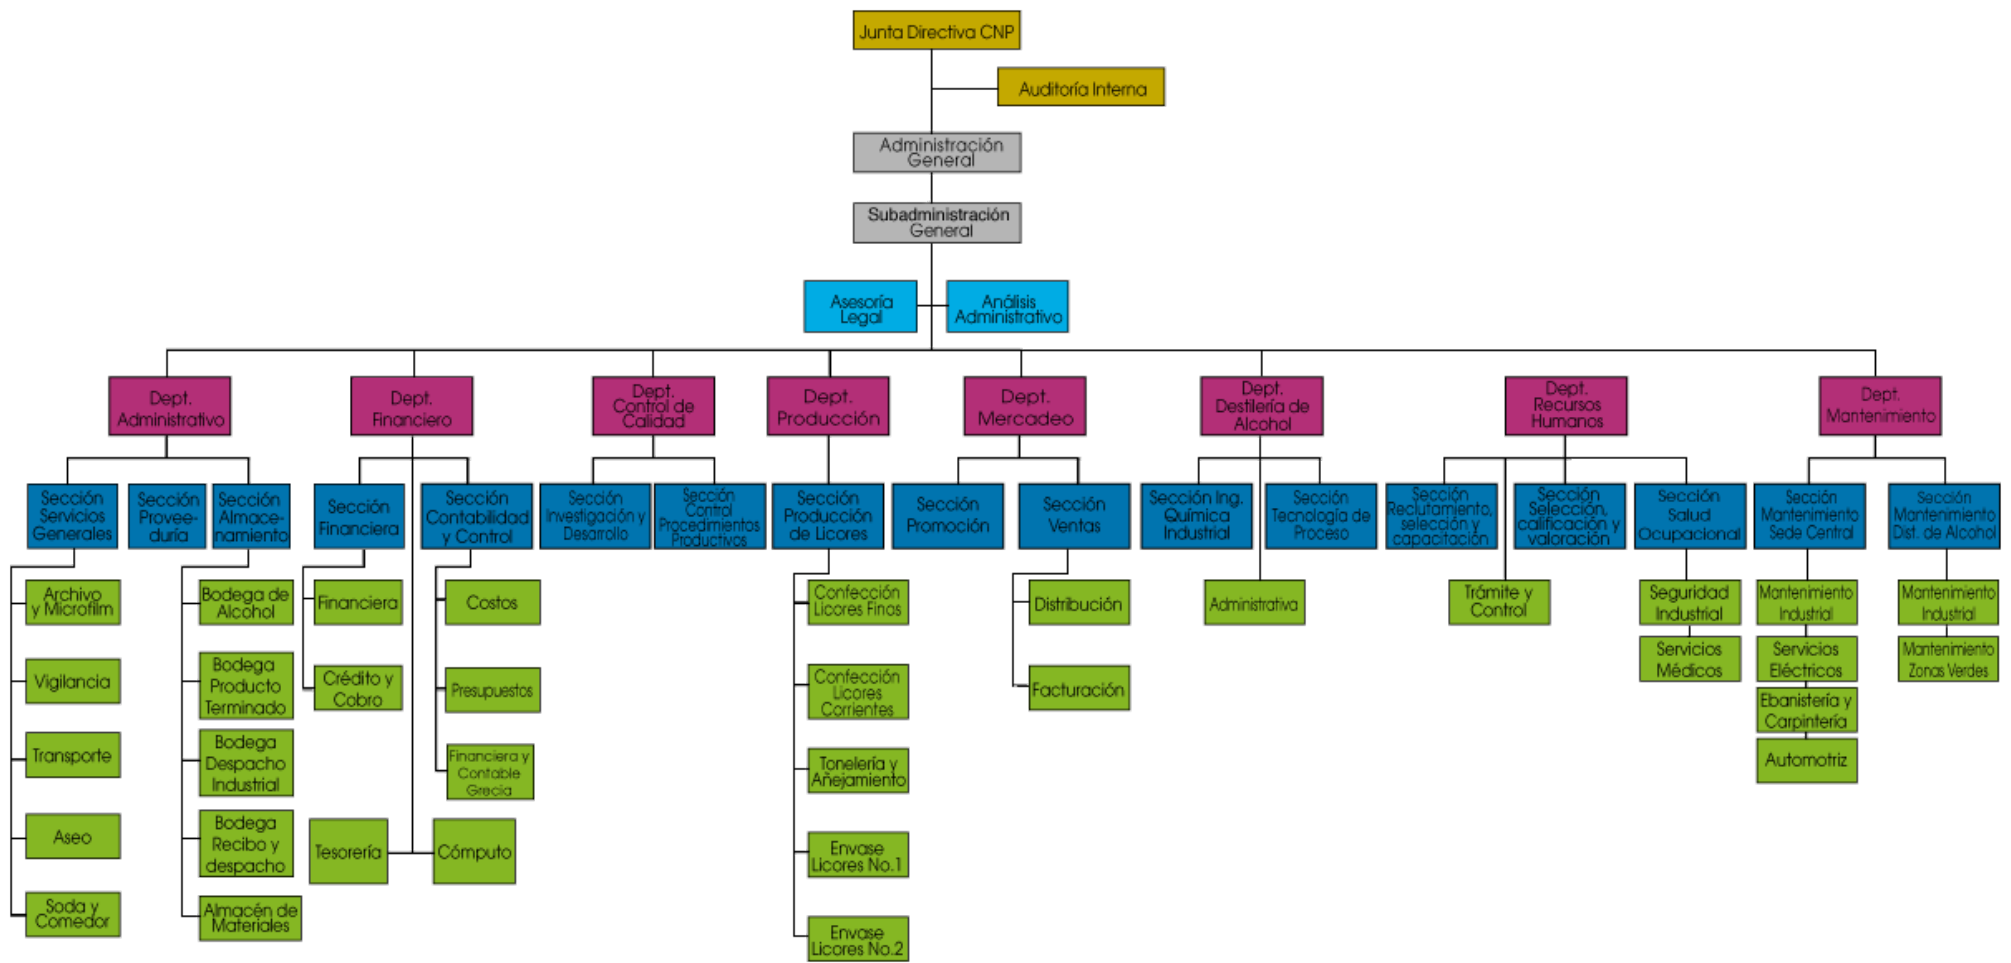 Junta Directiva CNP
Auditoría Interna
Administración
General
Subadministración
General
Asesoría
Legal
Análisis
Administrativo
Dept.
Administrativo
Dept.
Financiero
Dept.
Control de
Calidad
Dept.
Producción
Dept.
Mercadeo
Dept.
Destilería de
Alcohol
Dept.
Recursos
Humanos
Dept.
Mantenimiento
Sección
Servicios
Generales
Sección
Provee-
duría
Sección
Almace-
namiento
Sección
Financiera
Sección
Contabilidad
y Control
Sección
Investigación y
Desarrollo
Sección
Control
Procedimientos
Productivos
Sección
Producción
de Licores
Sección
Promoción
Sección
Ventas
Sección Ing.
Química
Industrial
Sección
Tecnología de
Proceso
Sección
Reclutamiento,
selección y
capacitación
Sección
Selección,
calificación y
valoración
Sección
Salud
Ocupacional
Sección
Mantenimiento
Sede Central
Sección
Mantenimiento
Dist. de Alcohol
Archivo
y Microfilm
Vigilancia
Transporte
Aseo
Soda y
Comedor
Bodega de
Alcohol
Bodega
Producto
Terminado
Bodega
Despacho
Industrial
Bodega
Recibo y
despacho
Almacén de
Materiales
Financiera
Crédito y
Cobro
Tesorería
Cómputo
Costos
Presupuestos
Financiera y
Contable
Grecia
Confección
Licores Finos
Confección
Licores
Corrientes
Tonelería y
Añejamiento
Envase
Licores No.1
Envase
Licores No.2
Distribución
Facturación
Administrativa
Trámite y
Control
Seguridad
Industrial
Servicios
Médicos
Mantenimiento
Industrial
Servicios
Eléctricos
Ebanistería y
Carpintería
Automotriz
Mantenimiento
Industrial
Mantenimiento
Zonas Verdes